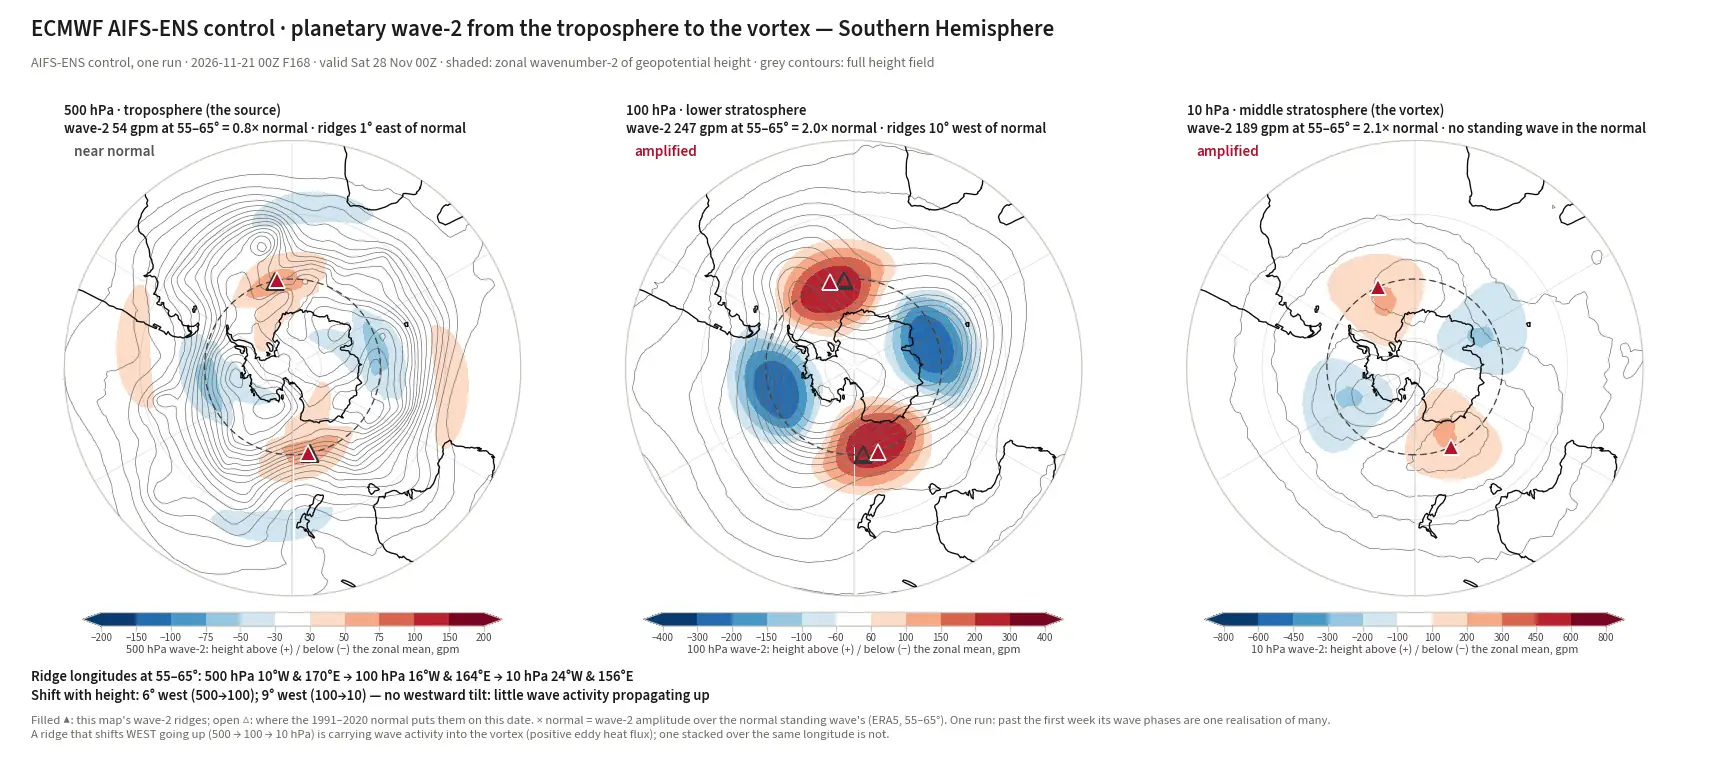 ECMWF AIFS-ENS control · planetary wave-2 from the troposphere to the vortex — Southern Hemisphere
AIFS-ENS control, one run · 2026-11-21 00Z F168 · valid Sat 28 Nov 00Z · shaded: zonal wavenumber-2 of geopotential height · grey contours: full height field
500 hPa · troposphere (the source)
wave-2 54 gpm at 55–65° = 0.8× normal · ridges 1° east of normal
near normal
100 hPa · lower stratosphere
wave-2 247 gpm at 55–65° = 2.0× normal · ridges 10° west of normal
amplified
10 hPa · middle stratosphere (the vortex)
wave-2 189 gpm at 55–65° = 2.1× normal · no standing wave in the normal
amplified
−200 −150 −100 −75 −50 −30 30 50 75 100 150 200
500 hPa wave-2: height above (+) / below (−) the zonal mean, gpm
−400 −300 −200 −150 −100 −60 60 100 150 200 300 400
100 hPa wave-2: height above (+) / below (−) the zonal mean, gpm
−800 −600 −450 −300 −200 −100 100 200 300 450 600 800
10 hPa wave-2: height above (+) / below (−) the zonal mean, gpm
Ridge longitudes at 55–65°: 500 hPa 10°W & 170°E → 100 hPa 16°W & 164°E → 10 hPa 24°W & 156°E
Shift with height: 6° west (500→100); 9° west (100→10) — no westward tilt: little wave activity propagating up
Filled ▲: this map's wave-2 ridges; open △: where the 1991–2020 normal puts them on this date. × normal = wave-2 amplitude over the normal standing wave's (ERA5, 55–65°). One run: past the first week its wave phases are one realisation of many.
A ridge that shifts WEST going up (500 → 100 → 10 hPa) is carrying wave activity into the vortex (positive eddy heat flux); one stacked over the same longitude is not.